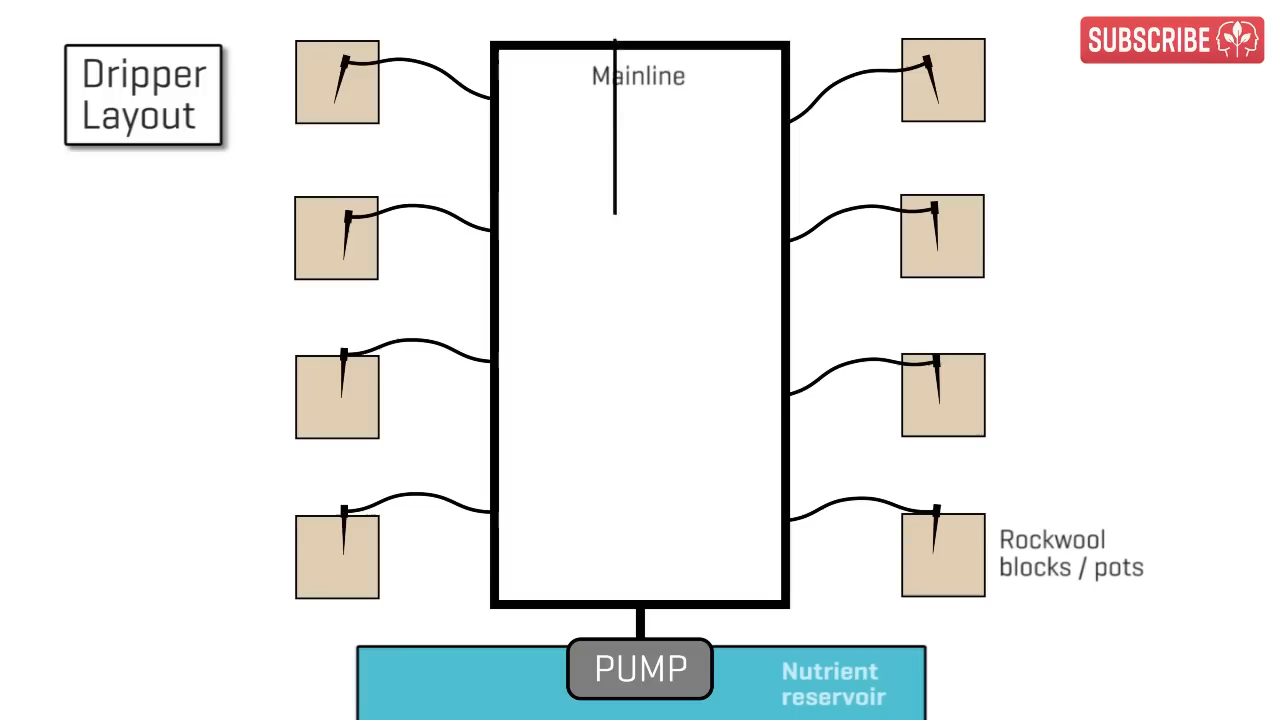 SUBSCRIBE
Dripper
Layout
Mainline
Rockwool
blocks / pots
PUMP
Nutrient
reservoir